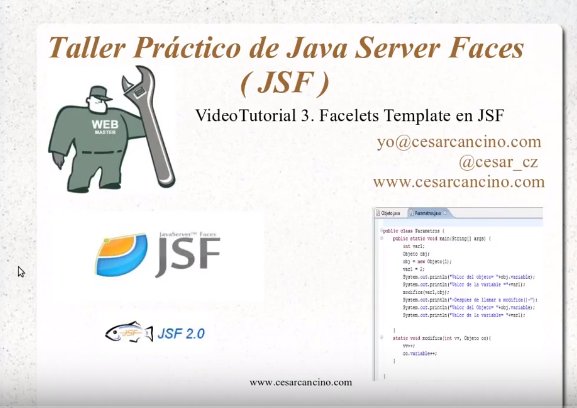 Taller Práctico de Java Server Faces
( JSF )
VideoTutorial 3. Facelets Template en JSF
yo@cesarcancino.com
@cesar_cz
www.cesarcancino.com
WEB
MASTER
JavaServer™ Faces
JSF
JSF
JSF 2.0
Objeto.java
Parametros.java
public class Parametros {
public static void main(String[] args) {
int var1;
Objeto obj;
obj = new Objeto(1);
var1 = 2;
System.out.println("Valor del Objeto= "+obj.variable);
System.out.println("Valor de la variable ="+var1);
modifica(var1,obj);
System.out.println("-Despues de llamar a modifica()-");
System.out.println("Valor del Objeto= "+obj.variable);
System.out.println("Valor de la variable= "+var1);
}
static void modifica(int vv, Objeto oo){
vv++;
oo.variable++;
}
}
www.cesarcancino.com